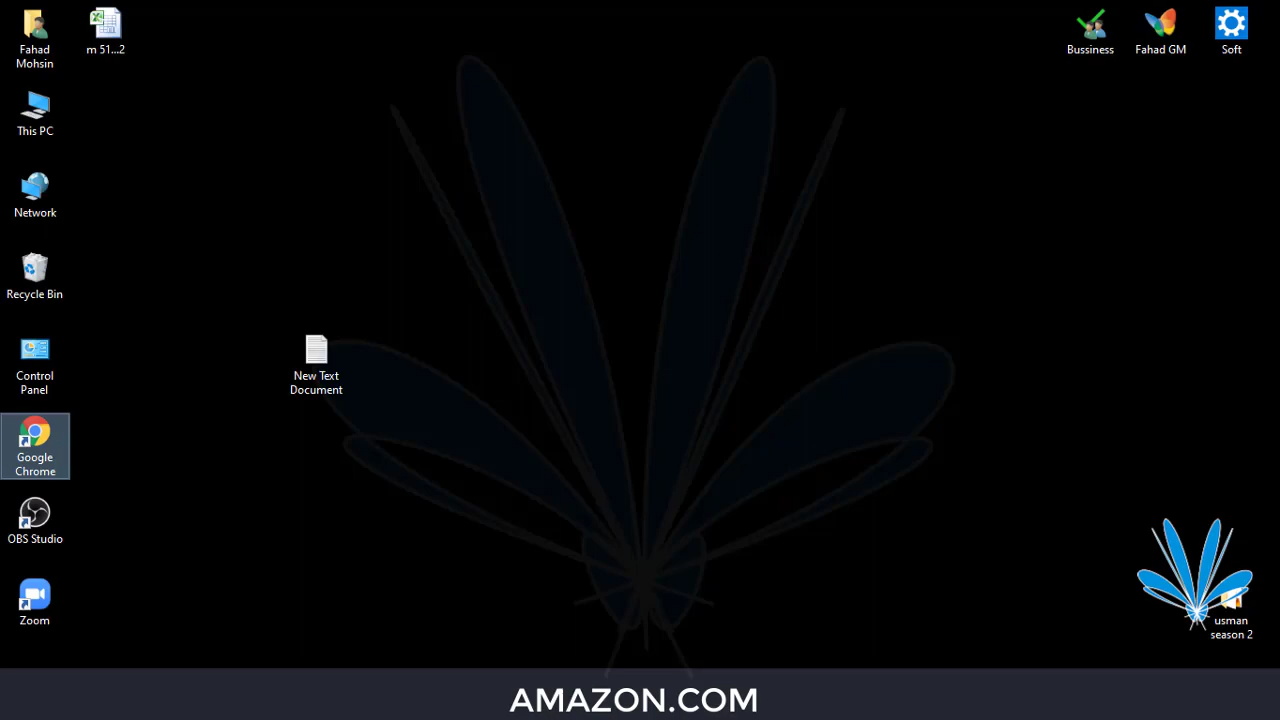 Fahad
Mohsin
m 51...2
Bussiness
Fahad GM
Soft
This PC
Network
Recycle Bin
Control
Panel
New Text
Document
Google
Chrome
OBS Studio
Zoom
usman
season 2
AMAZON.COM